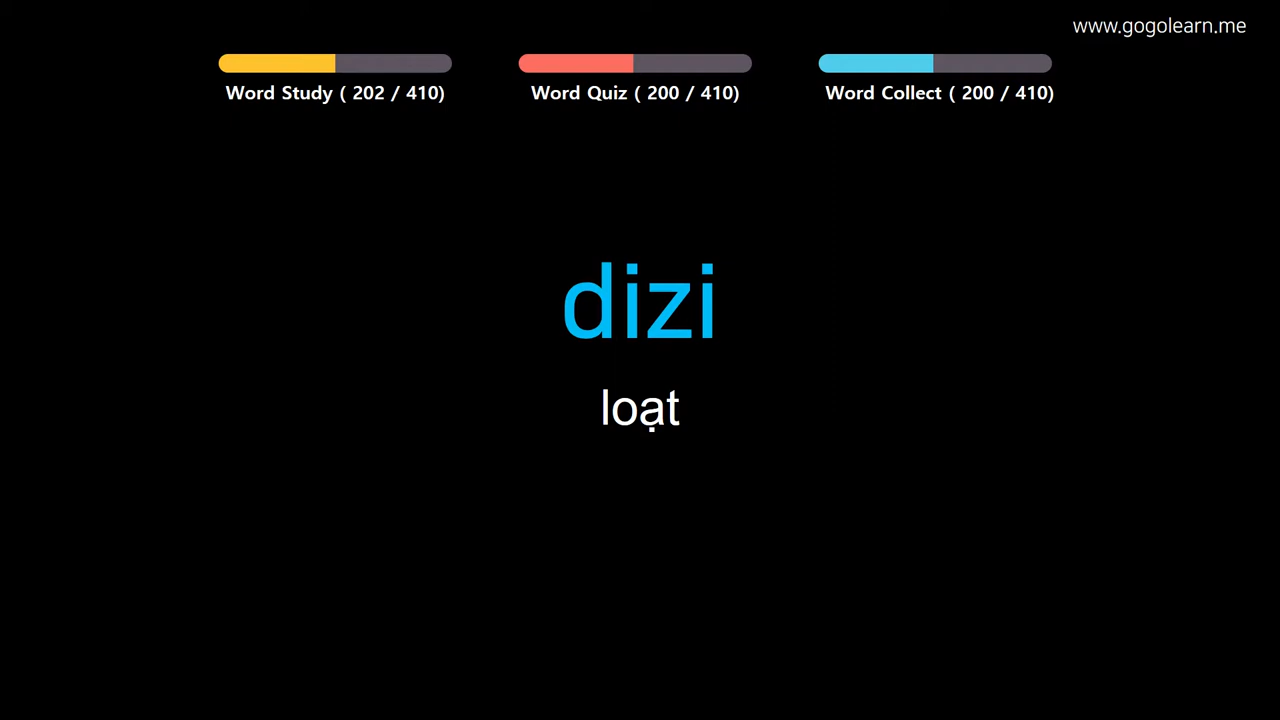 www.gogolearn.me
Word Study ( 202 / 410)
Word Quiz ( 200 / 410)
Word Collect ( 200 / 410)
dizi
loạt